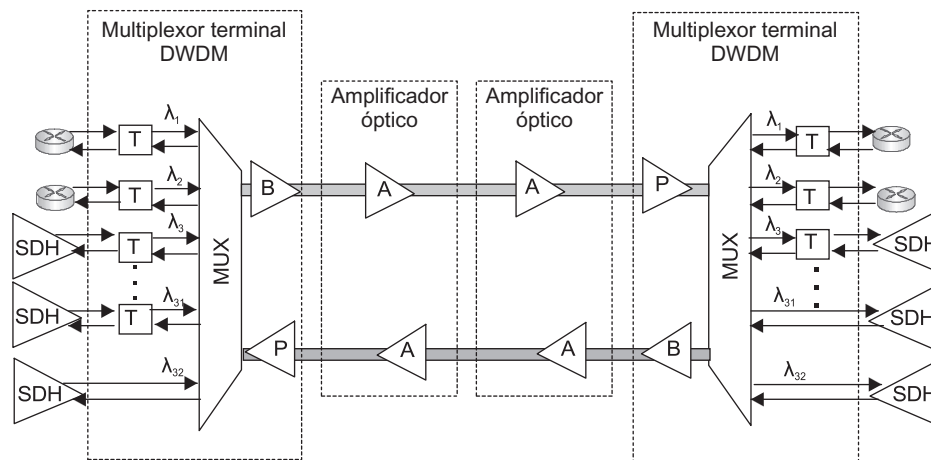 Multiplexor terminal
DWDM
Multiplexor terminal
DWDM
Amplificador
óptico
Amplificador
óptico
λ1
T
λ2
T
SDH
λ3
T
SDH
λ31
T
SDH
λ32
MUX
B
A
A
P
P
A
A
B
MUX
λ1
T
λ2
T
λ3
T
SDH
λ31
SDH
λ32
SDH